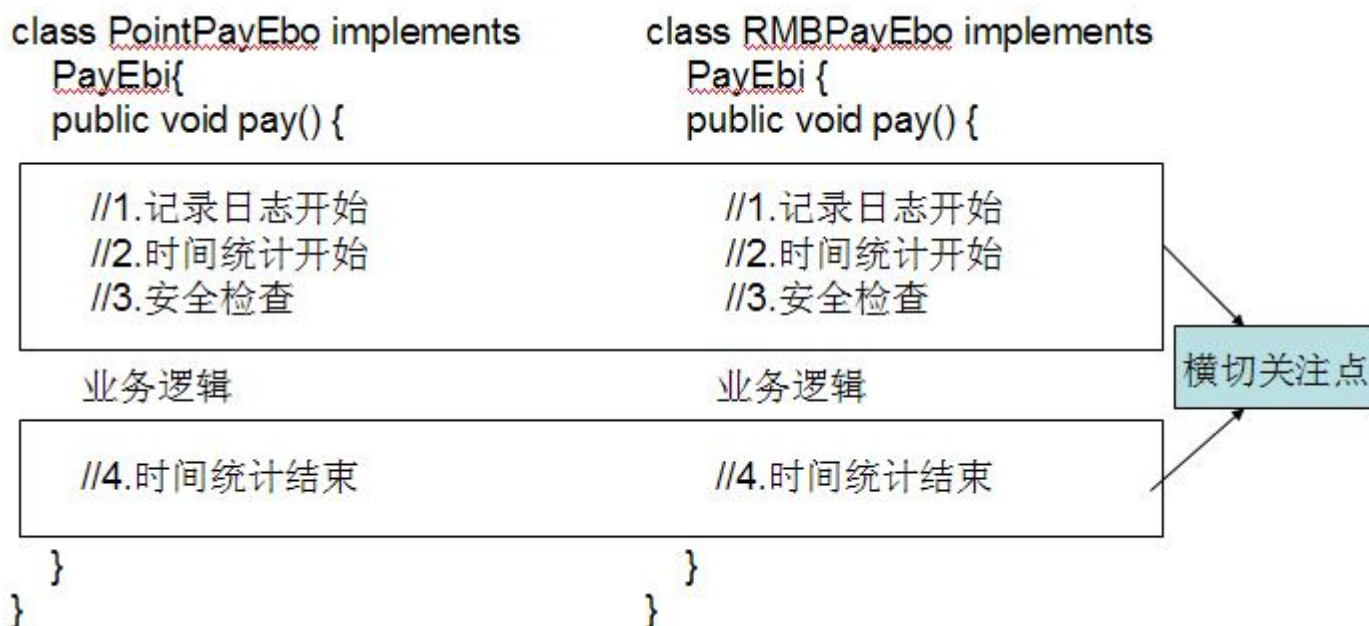 class PointPayEbo implements
PayEbi{
public void pay() {
//1.记录日志开始
//2.时间统计开始
//3.安全检查
业务逻辑
//4.时间统计结束
}
}
class RMBPayEbo implements
PayEbi {
public void pay() {
//1.记录日志开始
//2.时间统计开始
//3.安全检查
业务逻辑
//4.时间统计结束
}
}
横切关注点